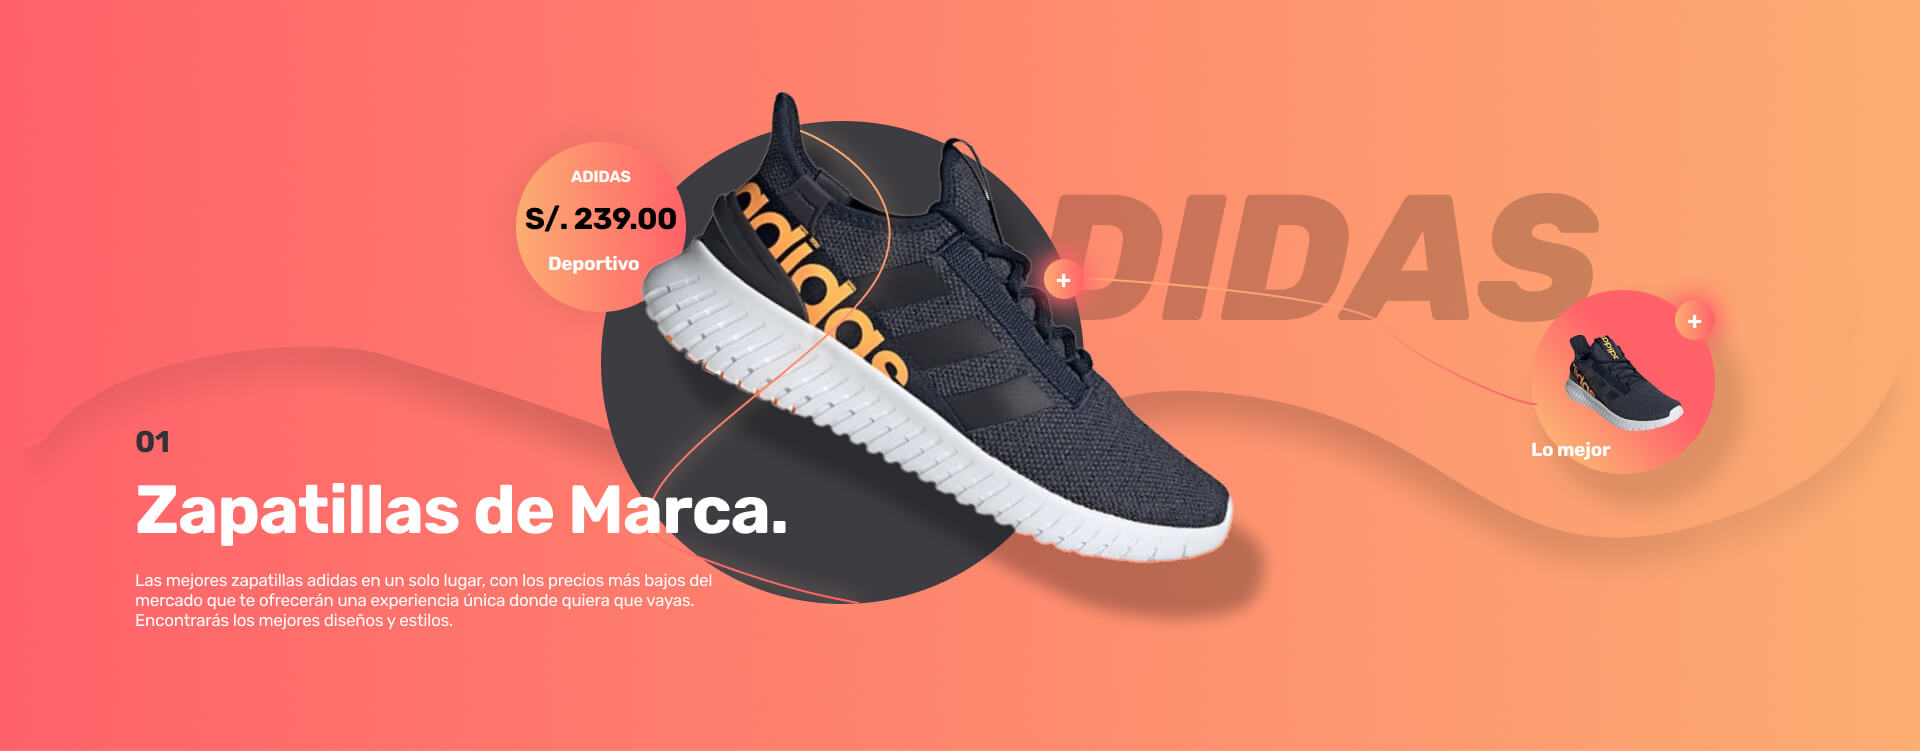 ADIDAS
S/. 239.00
Deportivo
adidas
DIDAS
+
+
adidas
Lo mejor
01
Zapatillas de Marca.
Las mejores zapatillas adidas en un solo lugar, con los precios más bajos del
mercado que te ofrecerán una experiencia única donde quiera que vayas.
Encontrarás los mejores diseños y estilos.